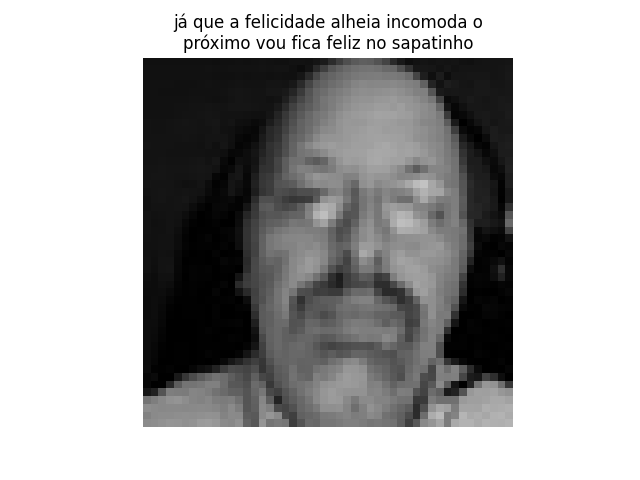 já que a felicidade alheia incomoda o
próximo vou fica feliz no sapatinho